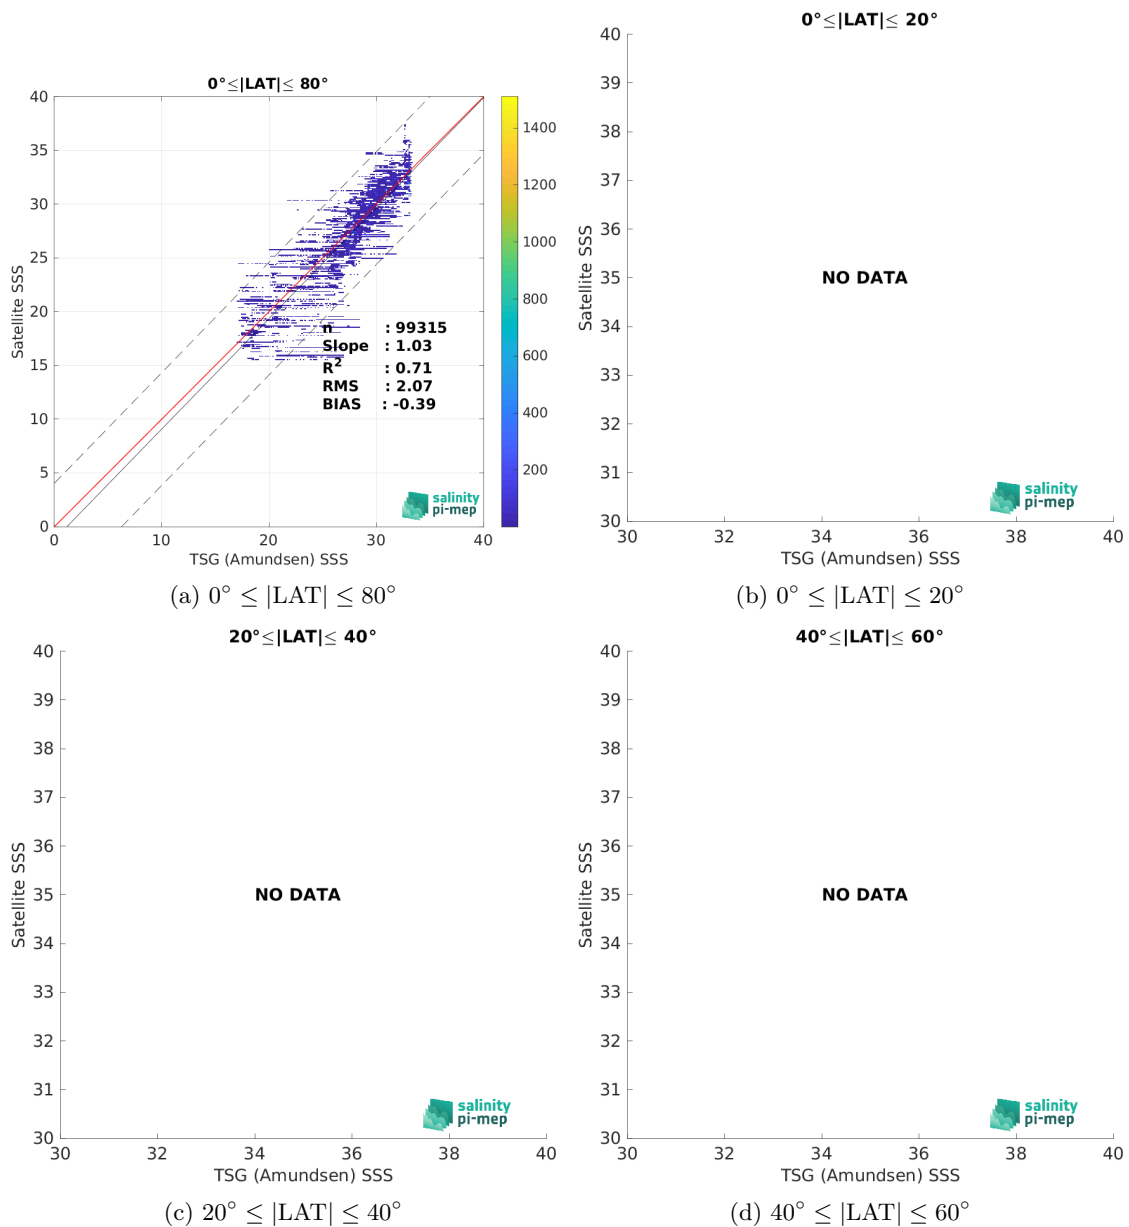 0°≤|LAT|≤ 80°
40
35
30
25
20
15
10
5
0
0
10
20
30
40
Satellite SSS
TSG (Amundsen) SSS
n : 99315
Slope : 1.03
R² : 0.71
RMS : 2.07
BIAS : -0.39
1400
1200
1000
800
600
400
200
salinity
pi-mep
(a) 0° ≤ |LAT| ≤ 80°
0°≤|LAT|≤ 20°
40
39
38
37
36
35
34
33
32
31
30
30
32
34
36
38
40
Satellite SSS
TSG (Amundsen) SSS
NO DATA
salinity
pi-mep
(b) 0° ≤ |LAT| ≤ 20°
20°≤|LAT|≤ 40°
40
39
38
37
36
35
34
33
32
31
30
30
32
34
36
38
40
Satellite SSS
TSG (Amundsen) SSS
NO DATA
salinity
pi-mep
(c) 20° ≤ |LAT| ≤ 40°
40°≤|LAT|≤ 60°
40
39
38
37
36
35
34
33
32
31
30
30
32
34
36
38
40
Satellite SSS
TSG (Amundsen) SSS
NO DATA
salinity
pi-mep
(d) 40° ≤ |LAT| ≤ 60°